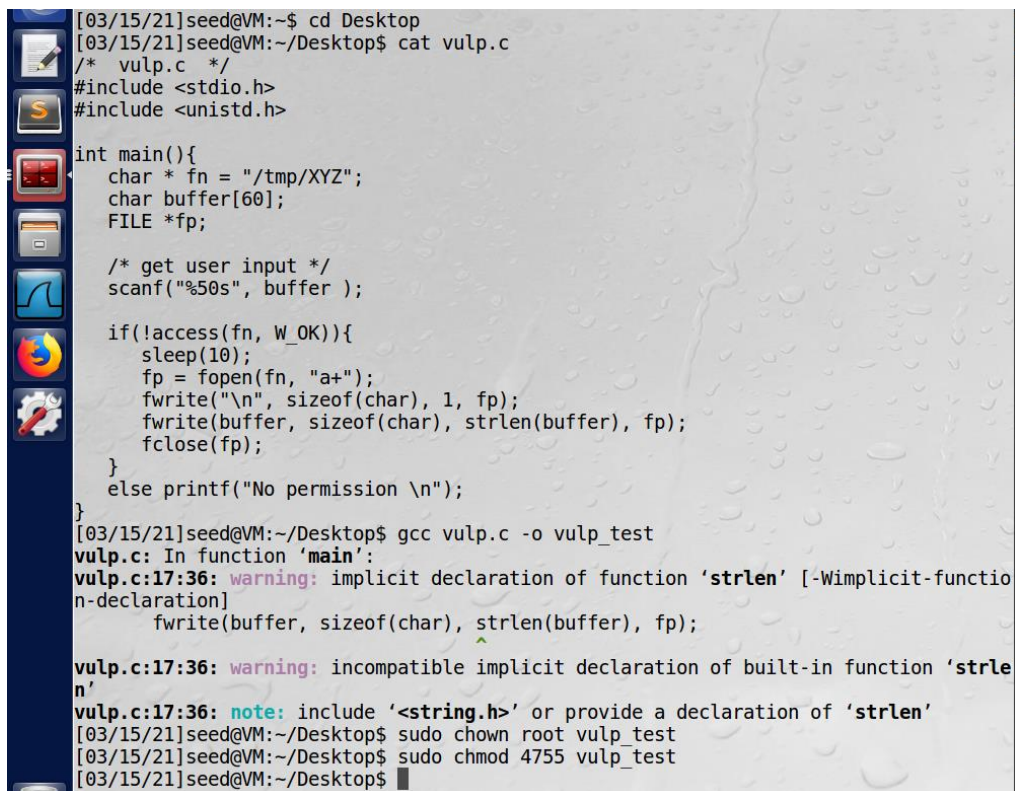 [03/15/21]seed@VM:~$ cd Desktop
[03/15/21]seed@VM:~/Desktop$ cat vulp.c
/*  vulp.c  */
#include <stdio.h>
#include <unistd.h>

int main(){
   char * fn = "/tmp/XYZ";
   char buffer[60];
   FILE *fp;

   /* get user input */
   scanf("%50s", buffer );

   if(!access(fn, W_OK)){
      sleep(10);
      fp = fopen(fn, "a+");
      fwrite("\n", sizeof(char), 1, fp);
      fwrite(buffer, sizeof(char), strlen(buffer), fp);
      fclose(fp);
   }
   else printf("No permission \n");
}
[03/15/21]seed@VM:~/Desktop$ gcc vulp.c -o vulp_test
vulp.c: In function ‘main’:
vulp.c:17:36: warning: implicit declaration of function ‘strlen’ [-Wimplicit-functio
n-declaration]
       fwrite(buffer, sizeof(char), strlen(buffer), fp);
                                    ^
vulp.c:17:36: warning: incompatible implicit declaration of built-in function ‘strle
n’
vulp.c:17:36: note: include ‘<string.h>’ or provide a declaration of ‘strlen’
[03/15/21]seed@VM:~/Desktop$ sudo chown root vulp_test
[03/15/21]seed@VM:~/Desktop$ sudo chmod 4755 vulp_test
[03/15/21]seed@VM:~/Desktop$